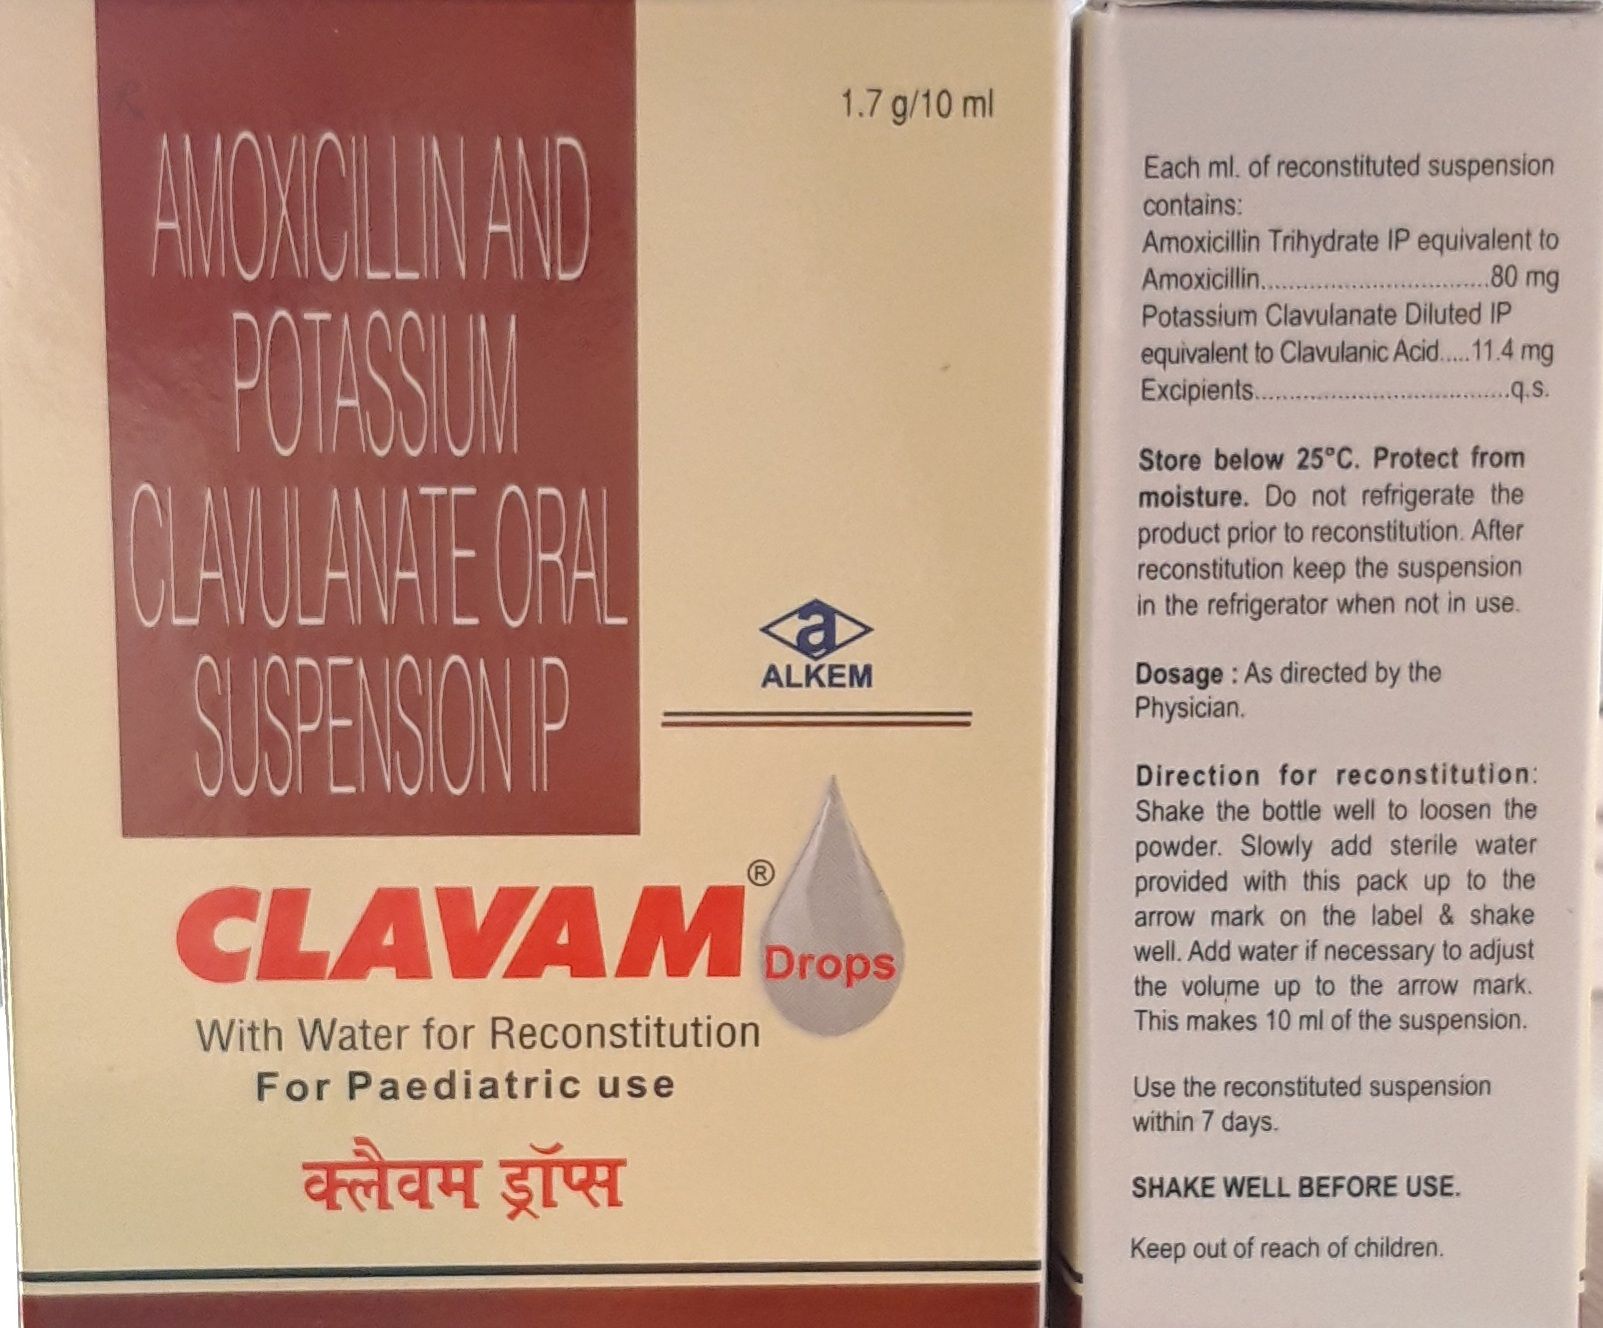 1.7 g/10 ml
AMOXICILLIN AND
POTASSIUM
CLAVULANATE ORAL
SUSPENSION IP
a
ALKEM
CLAVAM®
Drops
With Water for Reconstitution
For Paediatric use
क्लैवम ड्रॉप्स
Each ml. of reconstituted suspension
contains:
Amoxicillin Trihydrate IP equivalent to
Amoxicillin..................................80 mg
Potassium Clavulanate Diluted IP
equivalent to Clavulanic Acid.....11.4 mg
Excipients......................................q.s.
Store below 25°C. Protect from
moisture. Do not refrigerate the
product prior to reconstitution. After
reconstitution keep the suspension
in the refrigerator when not in use.
Dosage : As directed by the
Physician.
Direction for reconstitution:
Shake the bottle well to loosen the
powder. Slowly add sterile water
provided with this pack up to the
arrow mark on the label & shake
well. Add water if necessary to adjust
the volume up to the arrow mark.
This makes 10 ml of the suspension.
Use the reconstituted suspension
within 7 days.
SHAKE WELL BEFORE USE.
Keep out of reach of children.